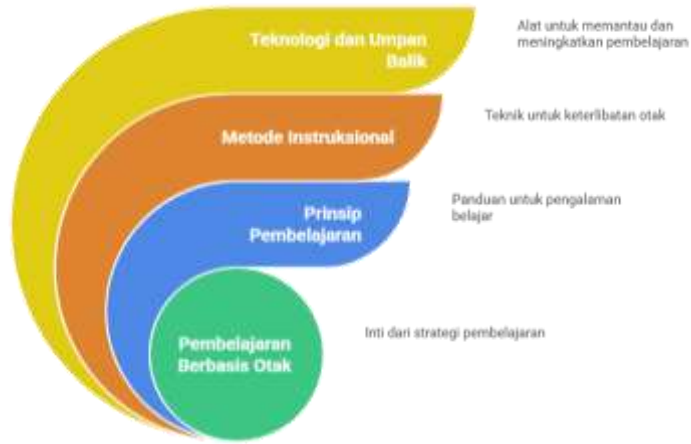 Teknologi dan Umpan
Balik
Alat untuk memantau dan
meningkatkan pembelajaran
Metode Instruksional
Teknik untuk keterlibatan otak
Prinsip
Pembelajaran
Panduan untuk pengalaman
belajar
Pembelajaran
Berbasis Otak
Inti dari strategi pembelajaran